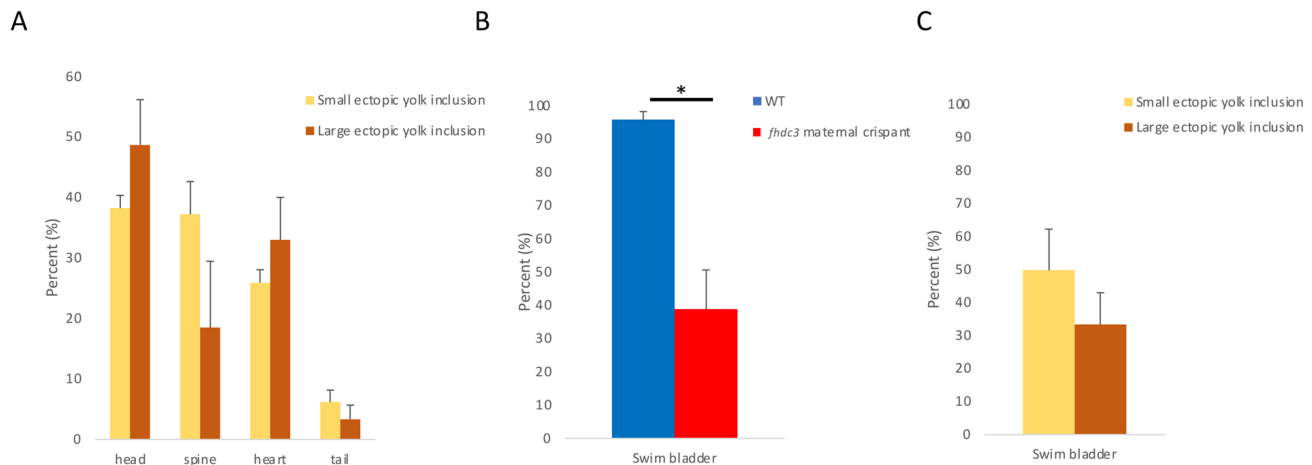 A
Percent (%)
60
50
40
30
20
10
0
head spine heart tail
Small ectopic yolk inclusion
Large ectopic yolk inclusion
B
Percent (%)
100
90
80
70
60
50
40
30
20
10
0
*
Swim bladder
WT
fhdc3 maternal crispant
C
Percent (%)
100
90
80
70
60
50
40
30
20
10
0
Swim bladder
Small ectopic yolk inclusion
Large ectopic yolk inclusion